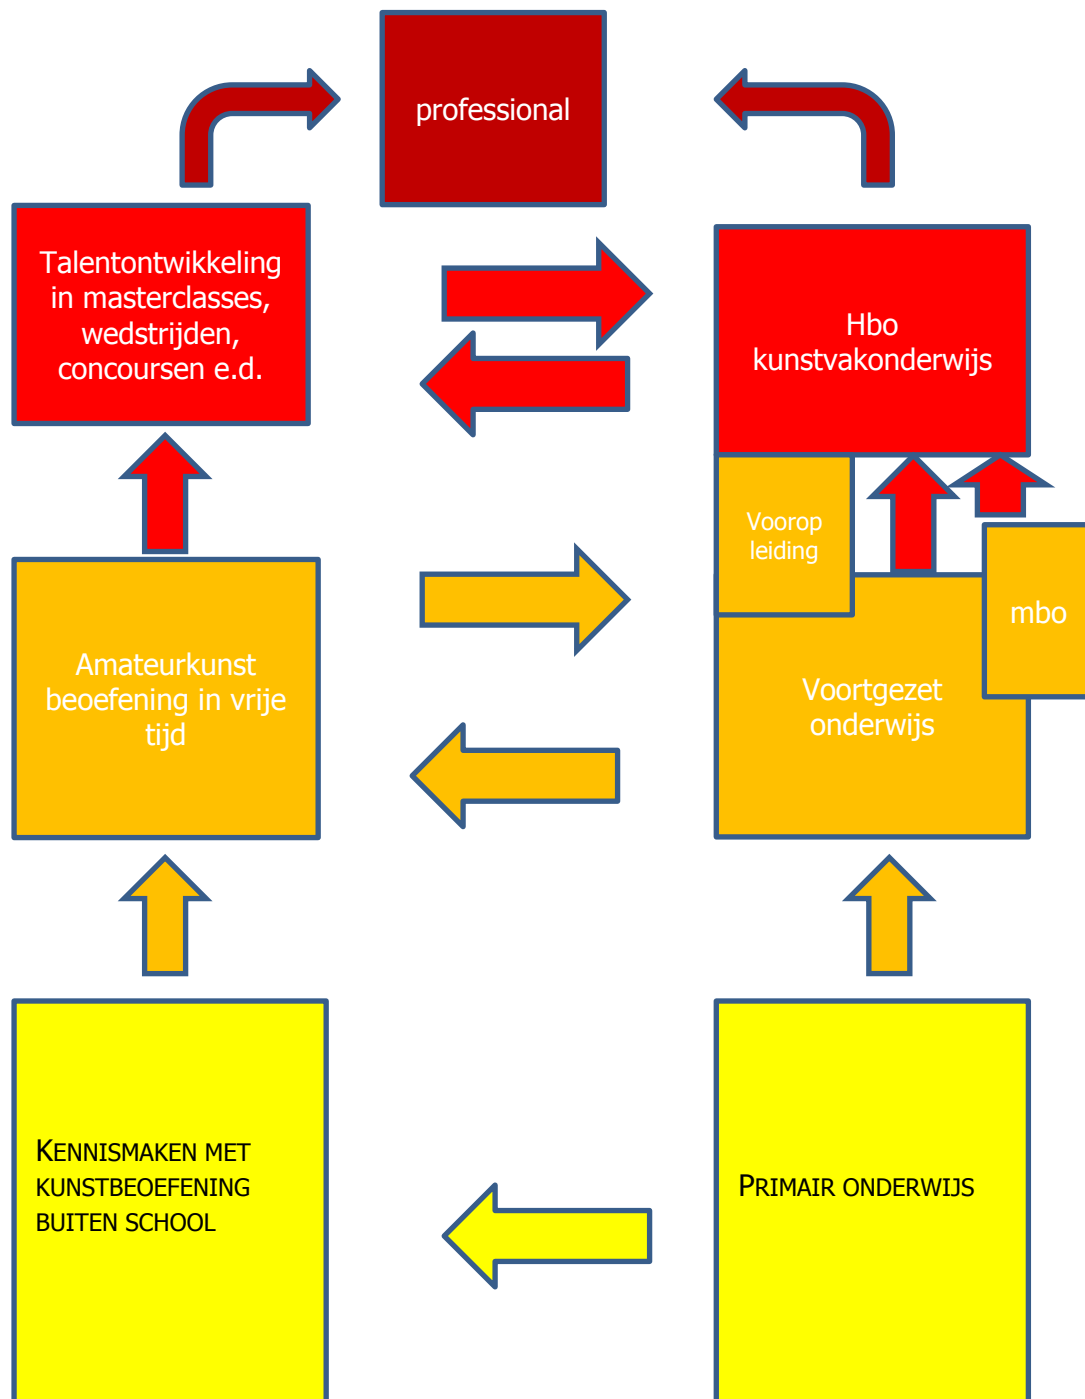 professional
Talentontwikkeling
in masterclasses,
wedstrijden,
concoursen e.d.
Hbo
kunstvakonderwijs
Voorop
leiding
mbo
Amateurkunst
beoefening in vrije
tijd
Voortgezet
onderwijs
KENNISMAKEN MET
KUNSTBEOEFENING
BUITEN SCHOOL
PRIMAIR ONDERWIJS